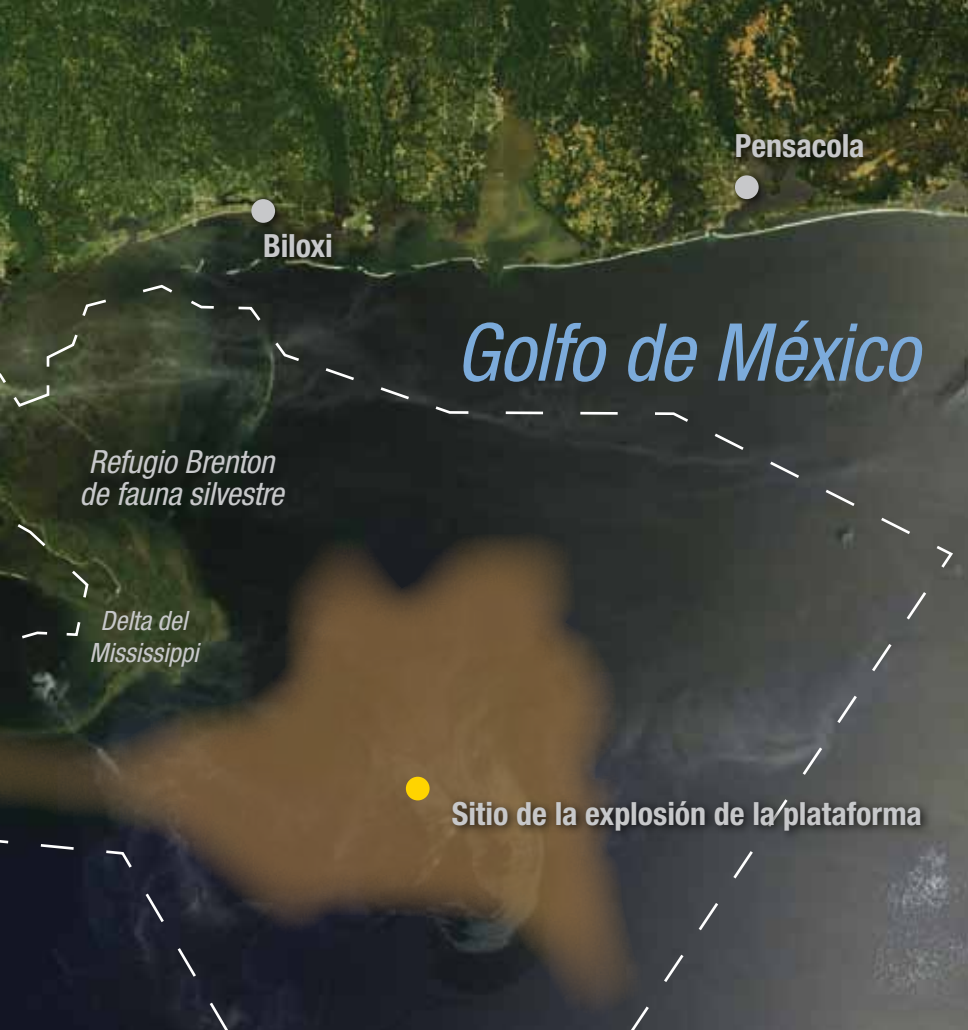 Pensacola
Biloxi
Golfo de México
Refugio Brenton
de fauna silvestre
Delta del
Mississippi
Sitio de la explosión de la plataforma